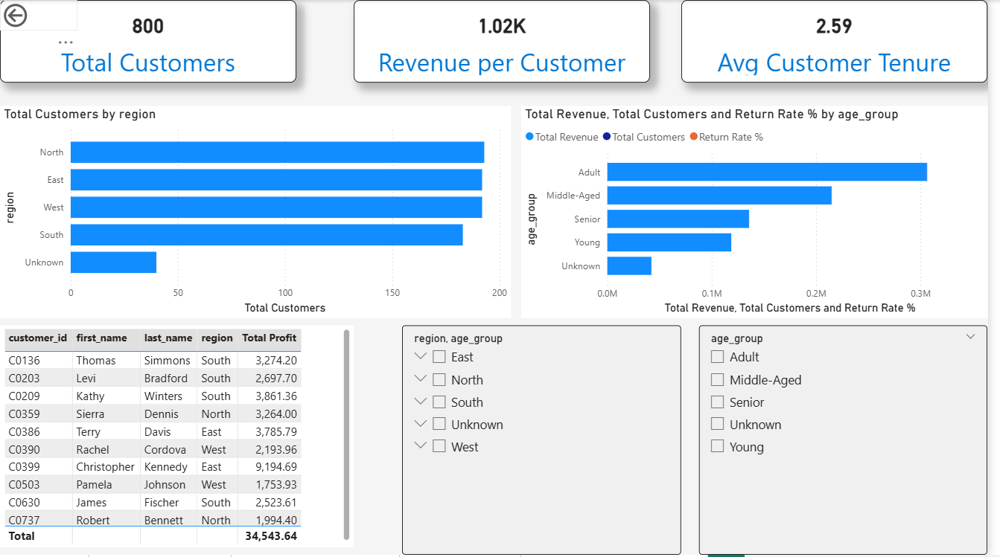 800
Total Customers
1.02K
Revenue per Customer
2.59
Avg Customer Tenure
Total Customers by region
region
North
East
West
South
Unknown
0 50 100 150 200
Total Customers
Total Revenue, Total Customers and Return Rate % by age_group
Total Revenue Total Customers Return Rate %
age_group
Adult
Middle-Aged
Senior
Young
Unknown
0.0M 0.1M 0.2M 0.3M
Total Revenue, Total Customers and Return Rate %
customer_id first_name last_name region Total Profit
C0136 Thomas Simmons South 3,274.20
C0203 Levi Bradford South 2,697.70
C0209 Kathy Winters South 3,861.36
C0359 Sierra Dennis North 3,264.00
C0386 Terry Davis East 3,785.79
C0390 Rachel Cordova West 2,193.96
C0399 Christopher Kennedy East 9,194.69
C0503 Pamela Johnson West 1,753.93
C0630 James Fischer South 2,523.61
C0737 Robert Bennett North 1,994.40
Total 34,543.64
region, age_group
East
North
South
Unknown
West
age_group
Adult
Middle-Aged
Senior
Unknown
Young